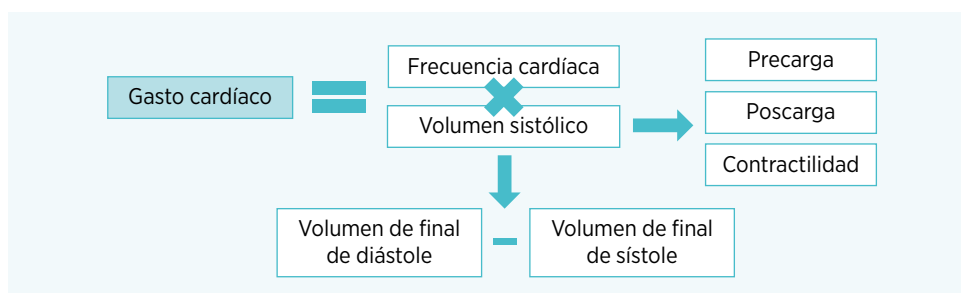 Gasto cardíaco
Frecuencia cardíaca
Volumen sistólico
Precarga
Poscarga
Contractilidad
Volumen de final
de diástole
Volumen de final
de sístole